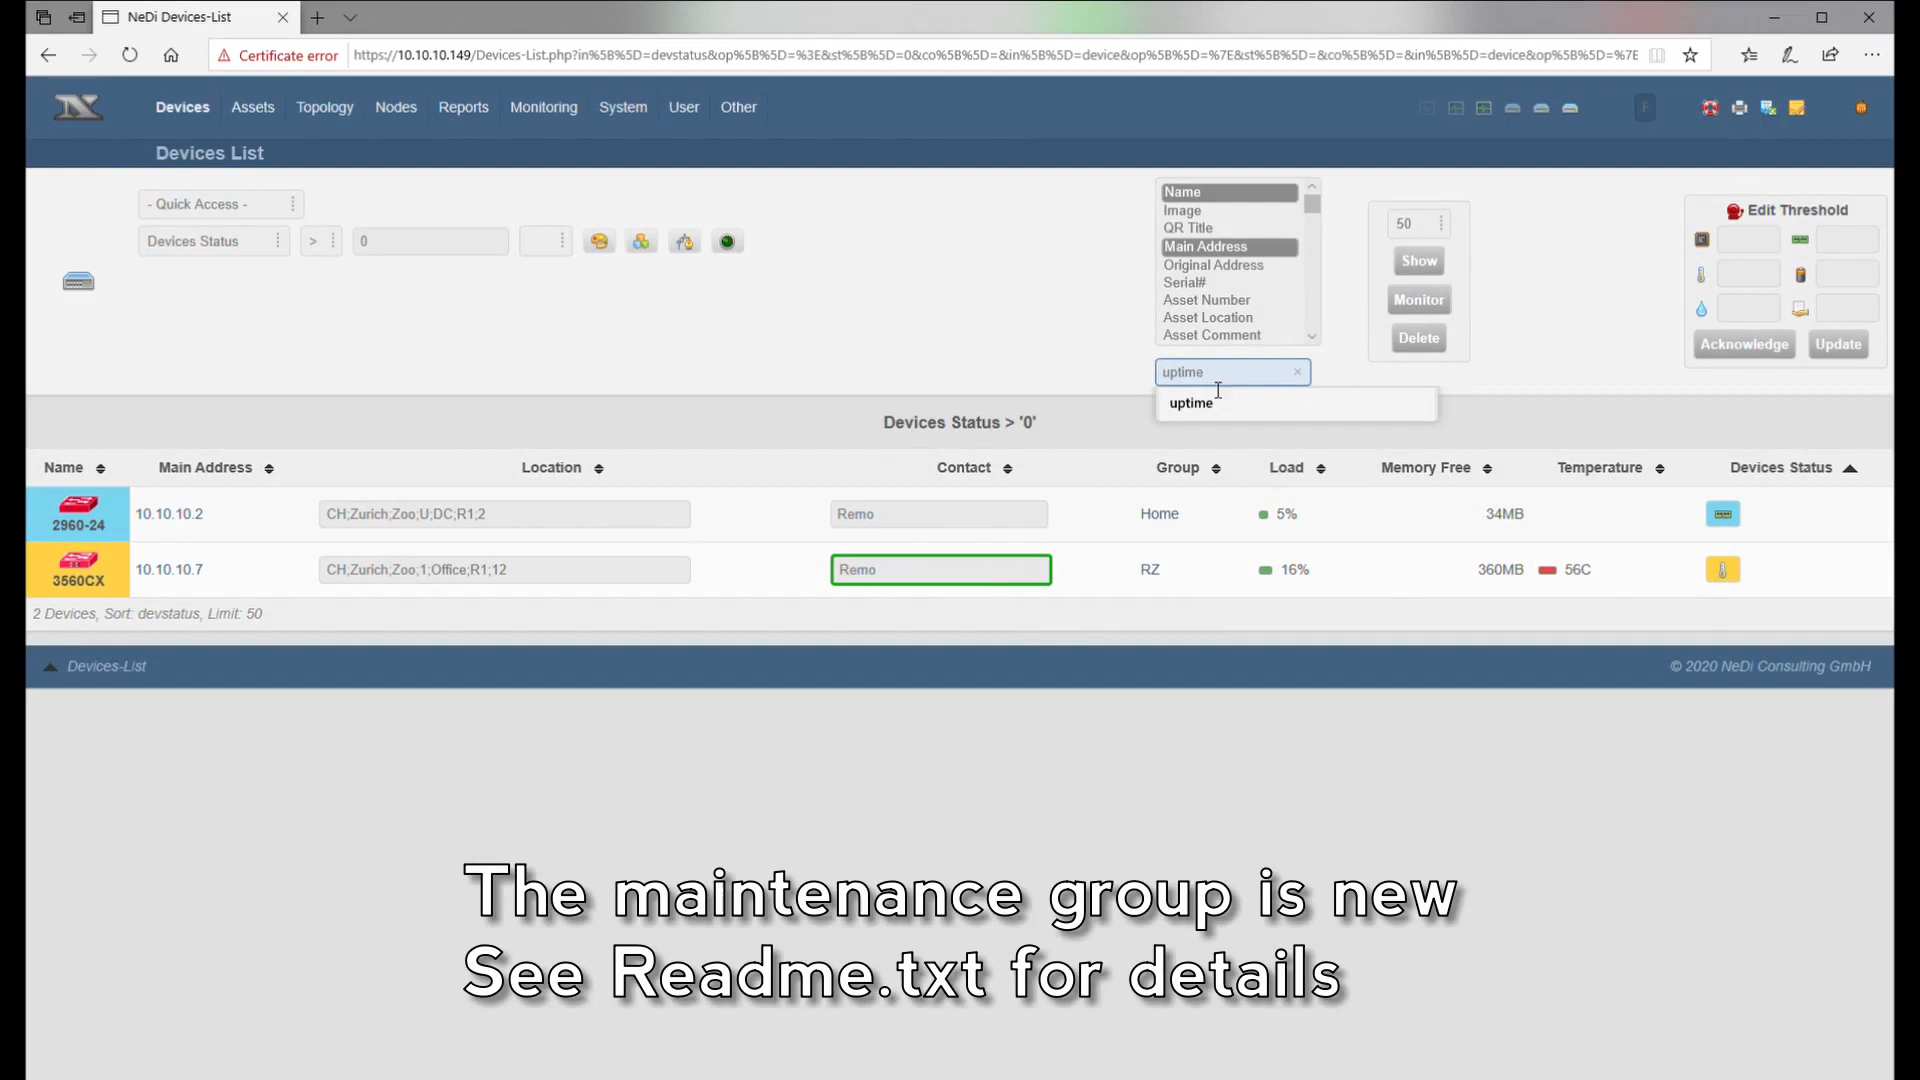 NeDi Devices-List
Certificate error
https://10.10.10.149/Devices-List.php?in%5B%5D=devstatus&op%5B%5D=%3E&st%5B%5D=0&co%5B%5D=&in%5B%5D=device&op%5B%5D=%7E&st%5B%5D=&co%5B%5D=&in%5B%5D=device&op%5B%5D=%7E
Devices Assets Topology Nodes Reports Monitoring System User Other
F
Devices List
- Quick Access -
Devices Status > 0
Name
Image
QR Title
Main Address
Original Address
Serial#
Asset Number
Asset Location
Asset Comment
uptime
uptime
50
Show
Monitor
Delete
Edit Threshold
Acknowledge Update
Devices Status > '0'
Name Main Address Location Contact Group Load Memory Free Temperature Devices Status
2960-24 10.10.10.2 CH;Zurich;Zoo;U;DC;R1;2 Remo Home 5% 34MB
3560CX 10.10.10.7 CH;Zurich;Zoo;1;Office;R1;12 Remo RZ 16% 360MB 56C
2 Devices, Sort: devstatus, Limit: 50
Devices-List © 2020 NeDi Consulting GmbH
The maintenance group is new
See Readme.txt for details